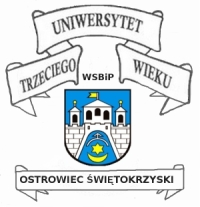 UNIWERSYTET
TRZECIEGO WIEKU
WSBiP
OSTROWIEC ŚWIĘTOKRZYSKI